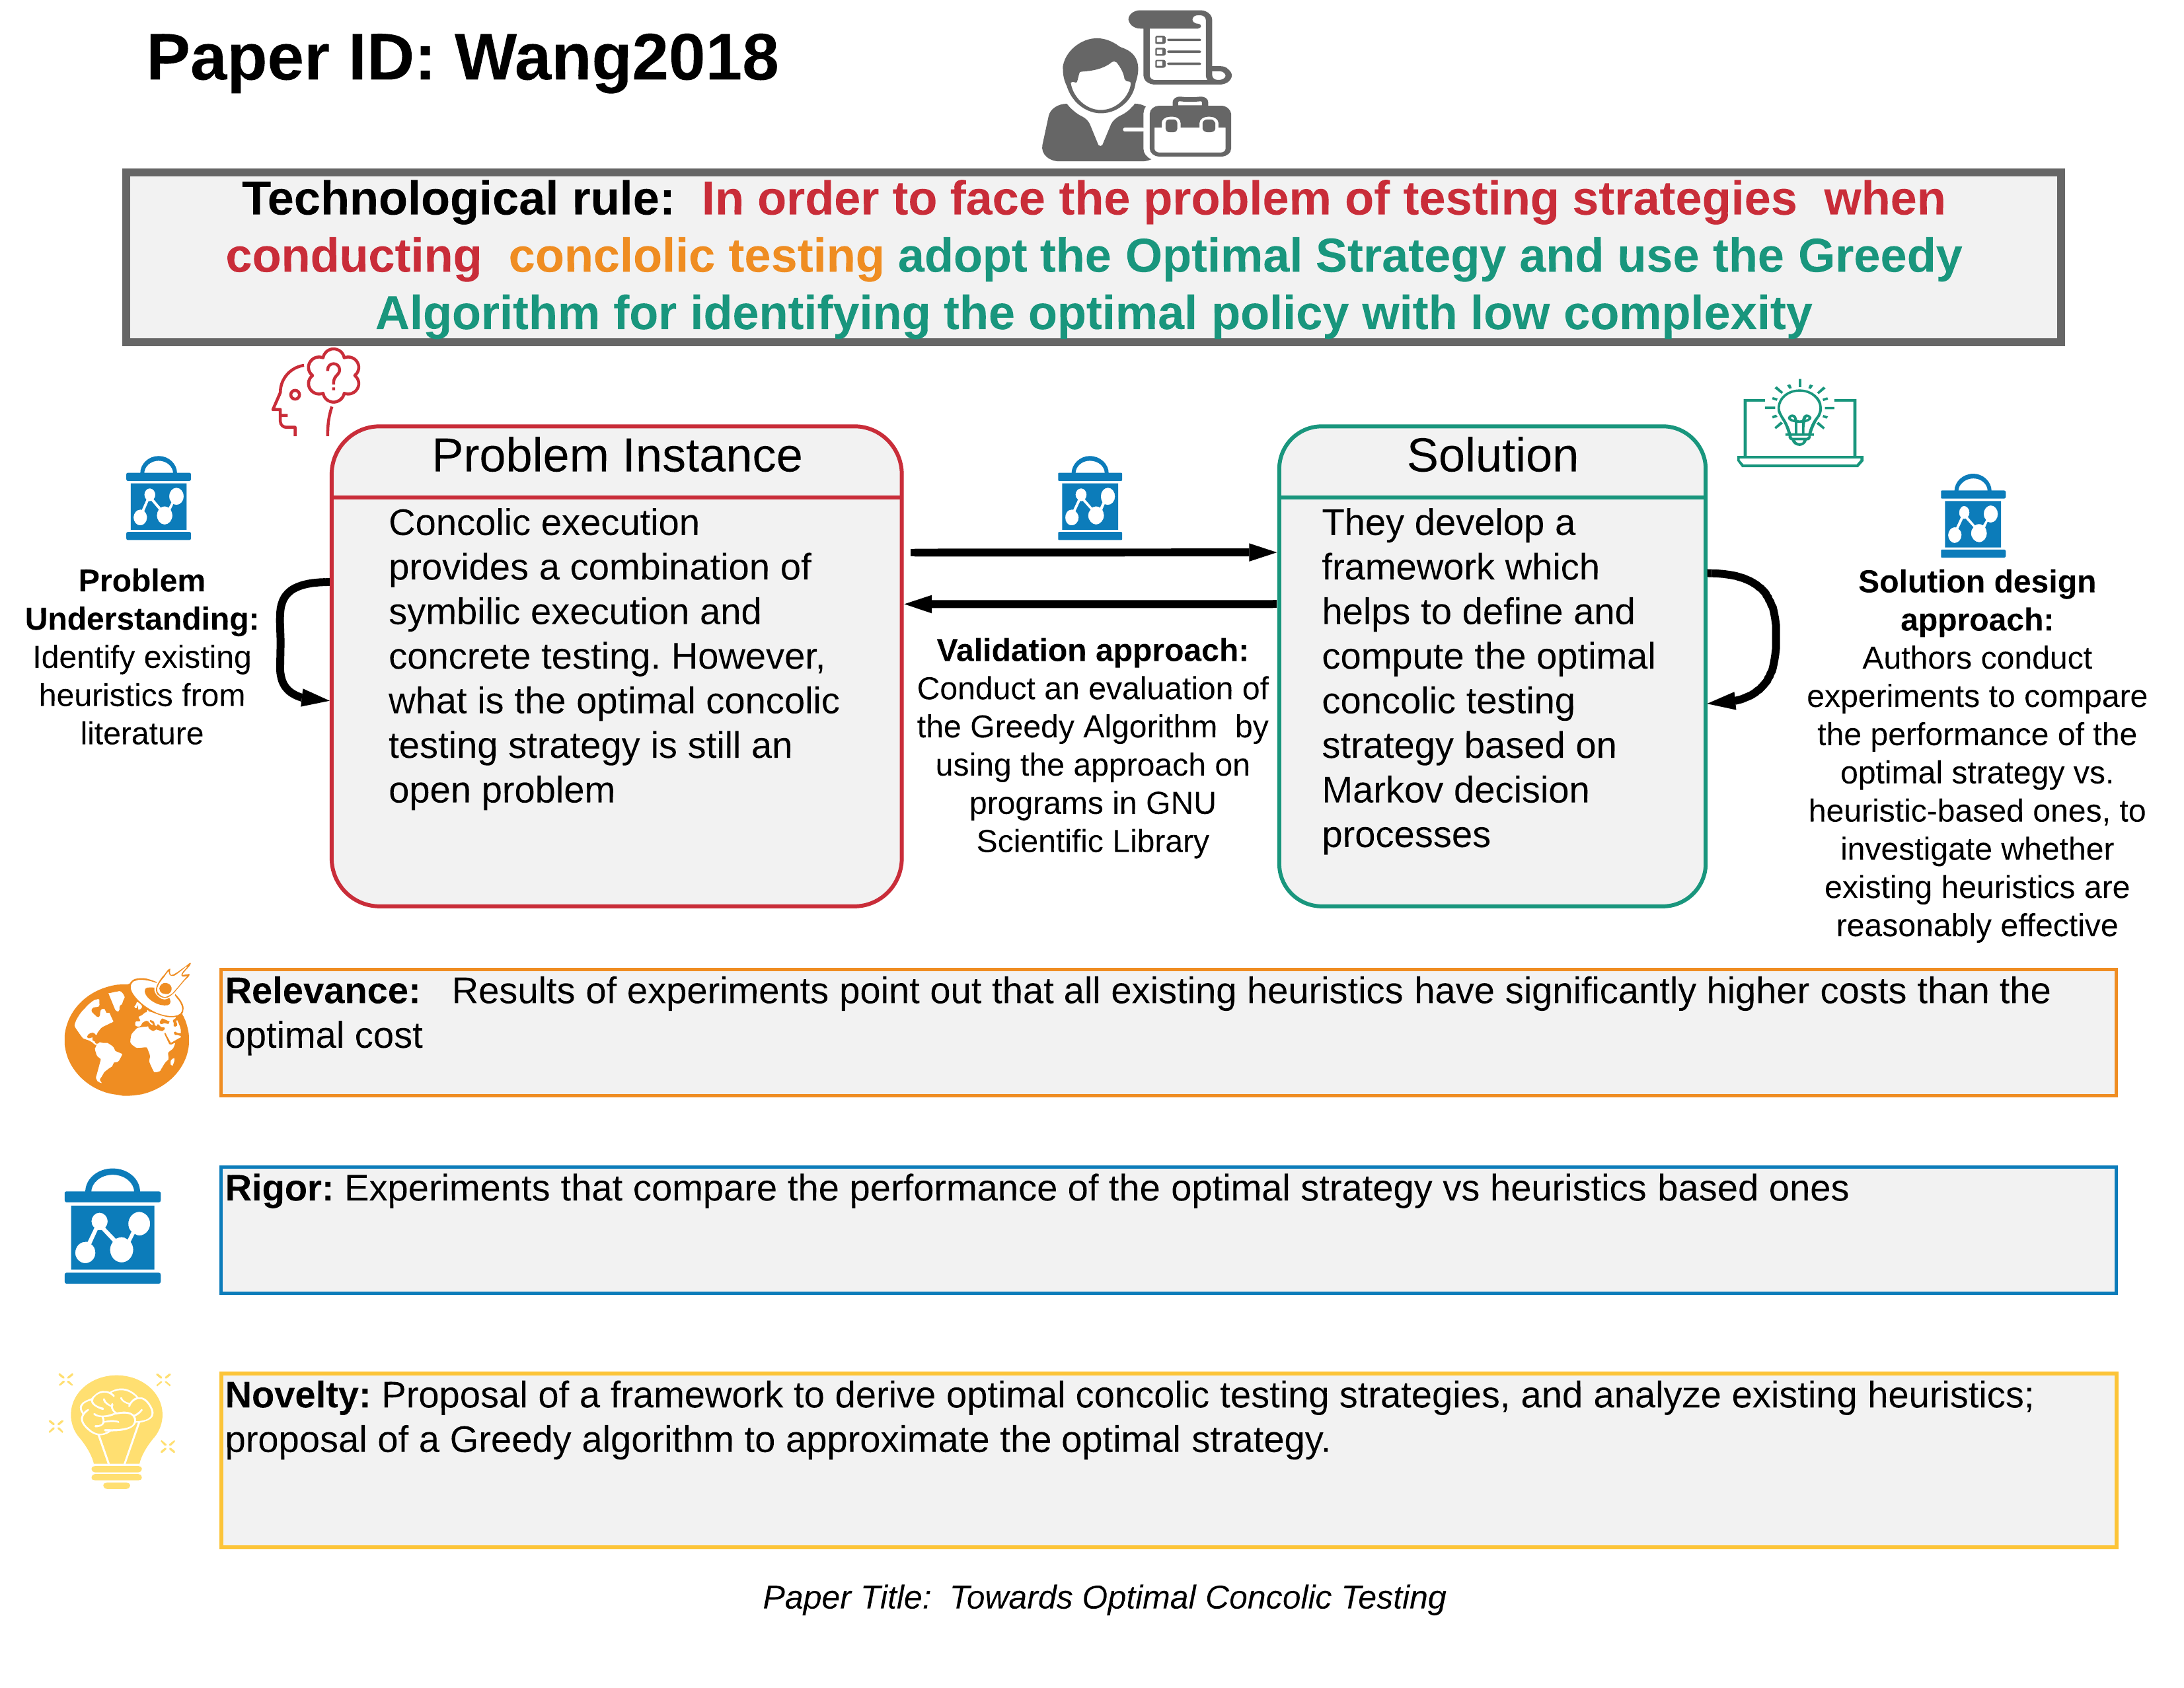 Paper ID: Wang2018
Technological rule: In order to face the problem of testing strategies when
conducting conclolic testing adopt the Optimal Strategy and use the Greedy
Algorithm for identifying the optimal policy with low complexity
?
Problem
Understanding:
Identify existing
heuristics from
literature
Problem Instance
Concolic execution
provides a combination of
symbilic execution and
concrete testing. However,
what is the optimal concolic
testing strategy is still an
open problem
Validation approach:
Conduct an evaluation of
the Greedy Algorithm by
using the approach on
programs in GNU
Scientific Library
Solution
They develop a
framework which
helps to define and
compute the optimal
concolic testing
strategy based on
Markov decision
processes
Solution design
approach:
Authors conduct
experiments to compare
the performance of the
optimal strategy vs.
heuristic-based ones, to
investigate whether
existing heuristics are
reasonably effective
Relevance: Results of experiments point out that all existing heuristics have significantly higher costs than the
optimal cost
Rigor: Experiments that compare the performance of the optimal strategy vs heuristics based ones
Novelty: Proposal of a framework to derive optimal concolic testing strategies, and analyze existing heuristics;
proposal of a Greedy algorithm to approximate the optimal strategy.
Paper Title: Towards Optimal Concolic Testing